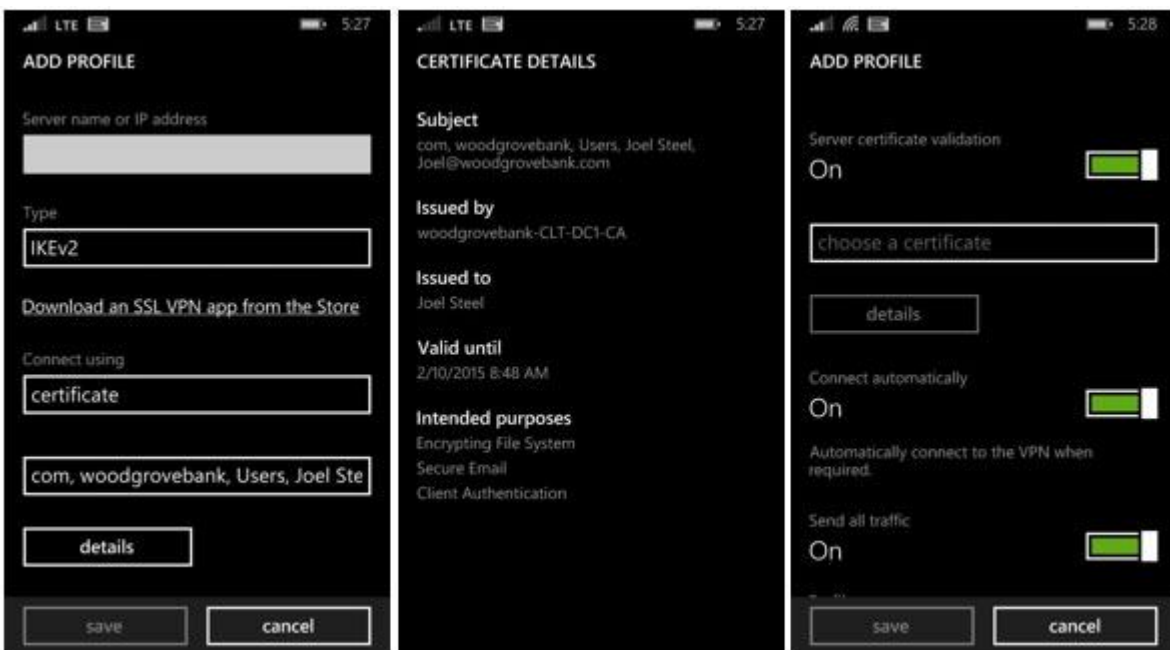 LTE 5:27
ADD PROFILE
Server name or IP address
Type
IKEv2
Download an SSL VPN app from the Store
Connect using
certificate
com, woodgrovebank, Users, Joel Ste
details
save cancel
LTE 5:27
CERTIFICATE DETAILS
Subject
com, woodgrovebank, Users, Joel Steel,
Joel@woodgrovebank.com
Issued by
woodgrovebank-CLT-DC1-CA
Issued to
Joel Steel
Valid until
2/10/2015 8:48 AM
Intended purposes
Encrypting File System
Secure Email
Client Authentication
5:28
ADD PROFILE
Server certificate validation
On
choose a certificate
details
Connect automatically
On
Automatically connect to the VPN when
required.
Send all traffic
On
save cancel